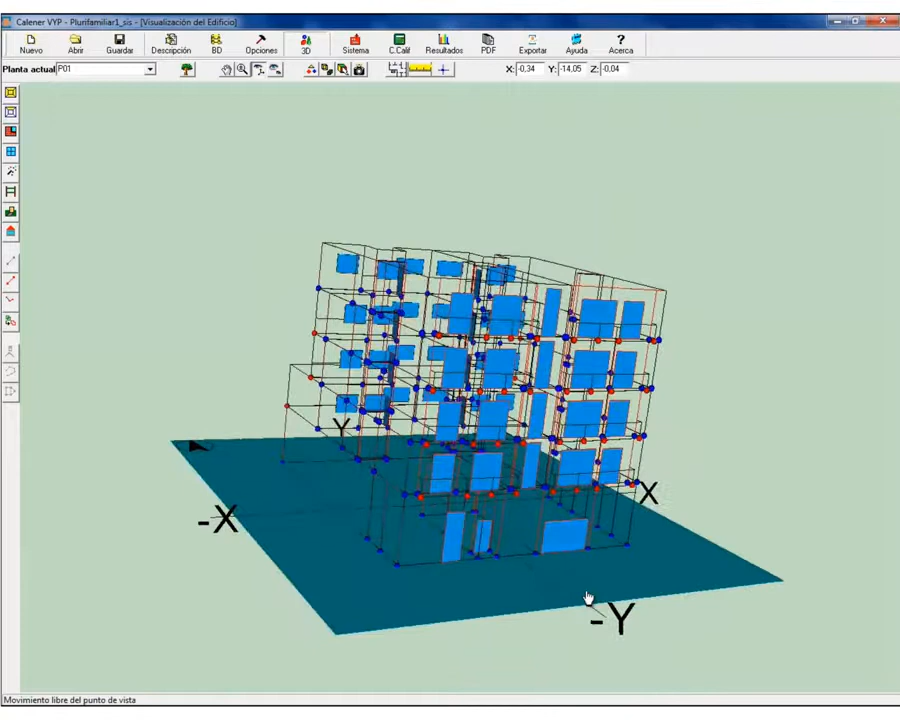 Calener VYP - Plurifamiliar1_sis - [Visualización del Edificio]
Nuevo Abrir Guardar Descripción BD Opciones 3D Sistema C.Calif Resultados PDF Exportar Ayuda Acerca
Planta actual P01 X: -0,34 Y: -14,05 Z: -0,04
Y
X
-X
-Y
Movimiento libre del punto de vista